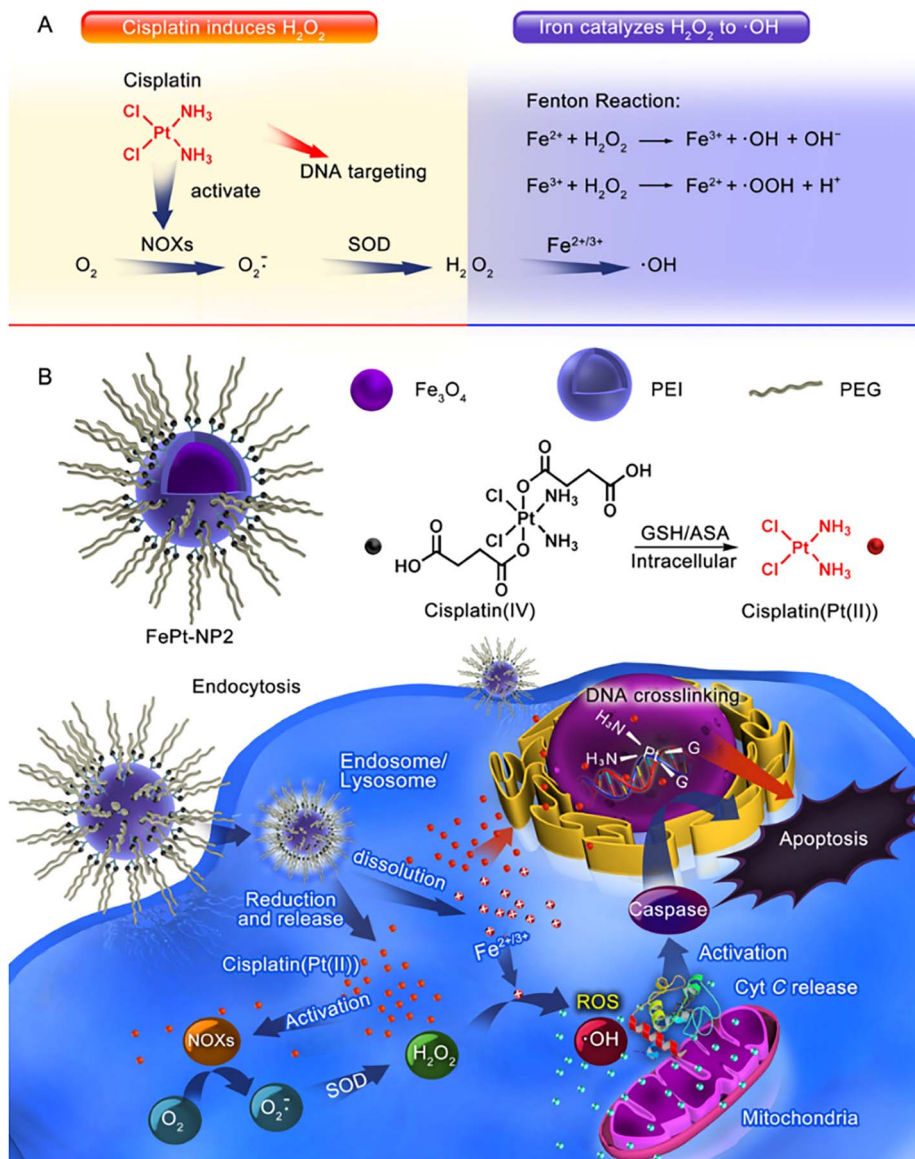 A
Cisplatin induces H₂O₂
Iron catalyzes H₂O₂ to ·OH
Cisplatin
Cl NH₃
Pt
Cl NH₃
activate
DNA targeting
NOXs
O₂
O₂·̄
SOD
H₂O₂
Fenton Reaction:
Fe²⁺ + H₂O₂ → Fe³⁺ + ·OH + OH⁻
Fe³⁺ + H₂O₂ → Fe²⁺ + ·OOH + H⁺
Fe²⁺/³⁺
·OH
B
Fe₃O₄
PEI
PEG
FePt-NP2
O
OH
O
O
Cl NH₃
Pt
Cl NH₃
O
O
HO
O
Cisplatin(IV)
GSH/ASA
Intracellular
Cl NH₃
Pt
Cl NH₃
Cisplatin(Pt(II))
Endocytosis
Endosome/
Lysosome
DNA crosslinking
H₃N
H₃N Pt G
G
Apoptosis
dissolution
Reduction
and release
Cisplatin(Pt(II))
Fe²⁺/³⁺
Caspase
Activation
Cyt C release
Activation
ROS
·OH
NOXs
H₂O₂
SOD
O₂
O₂·̄
Mitochondria